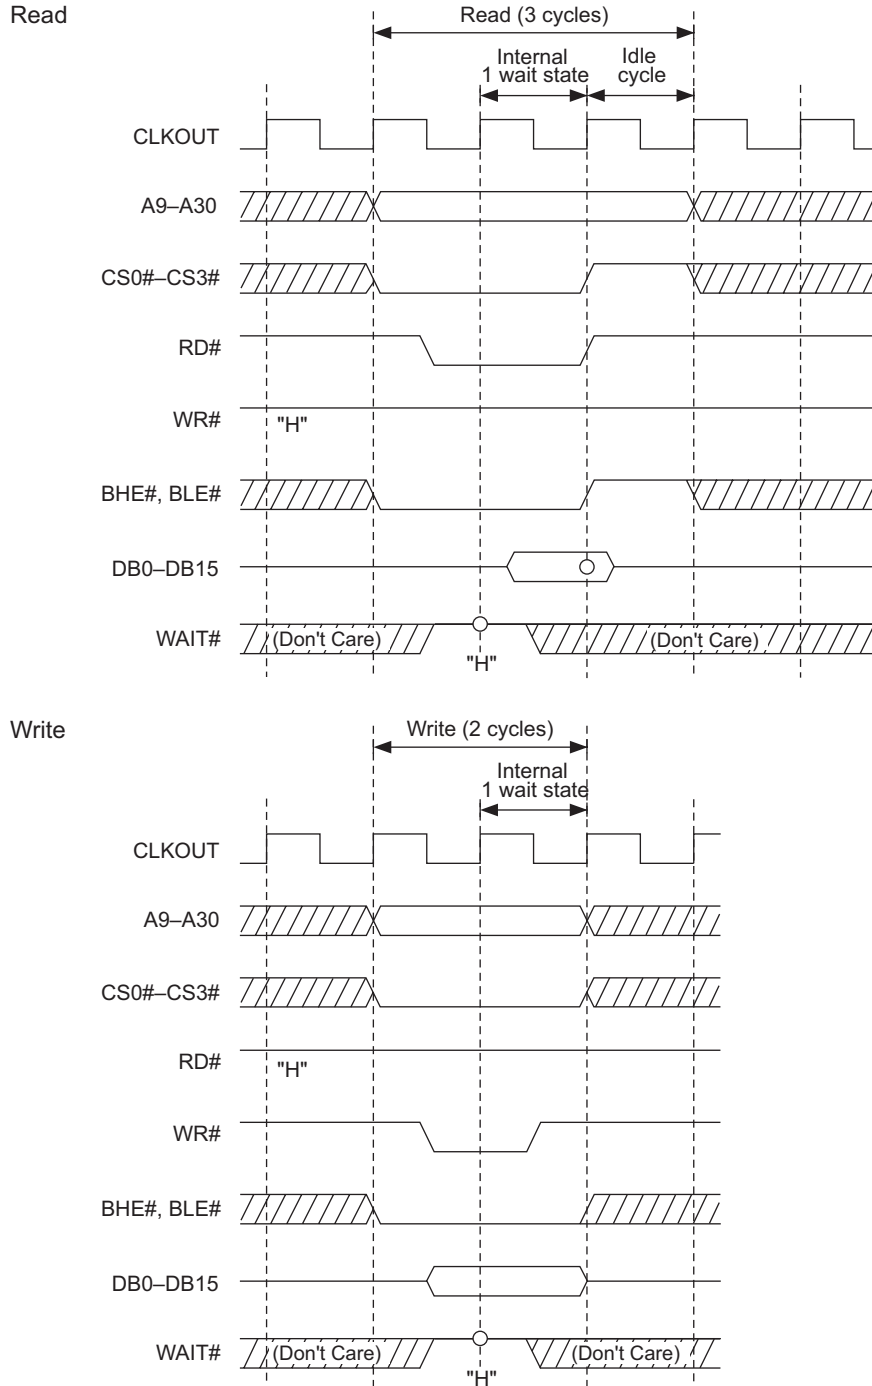 Read
Read (3 cycles)
Internal
1 wait state
Idle
cycle
CLKOUT
A9–A30
CS0#–CS3#
RD#
WR#
"H"
BHE#, BLE#
DB0–DB15
WAIT#
(Don't Care)
(Don't Care)
"H"
Write
Write (2 cycles)
Internal
1 wait state
CLKOUT
A9–A30
CS0#–CS3#
RD#
"H"
WR#
BHE#, BLE#
DB0–DB15
WAIT#
(Don't Care)
(Don't Care)
"H"